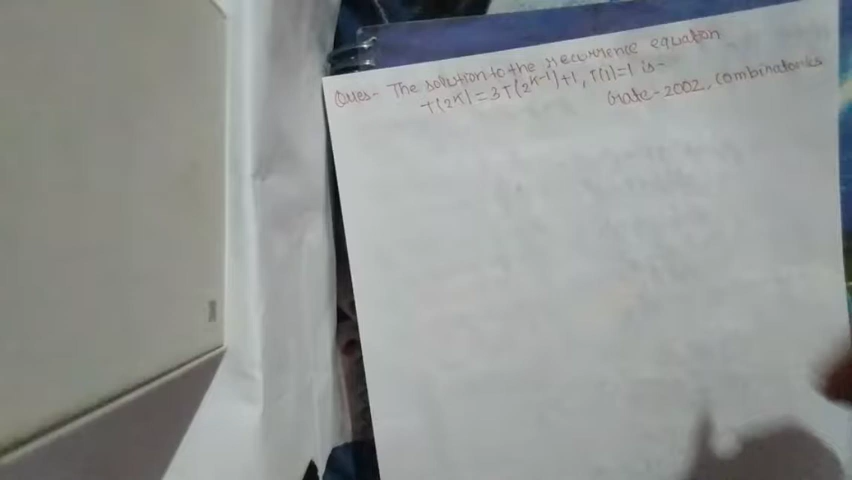 Ques- The solution to the recurrence equation
T(2^K) = 3T(2^K-1)+1, T(1)=1 is-
Gate-2002, Combinatorics